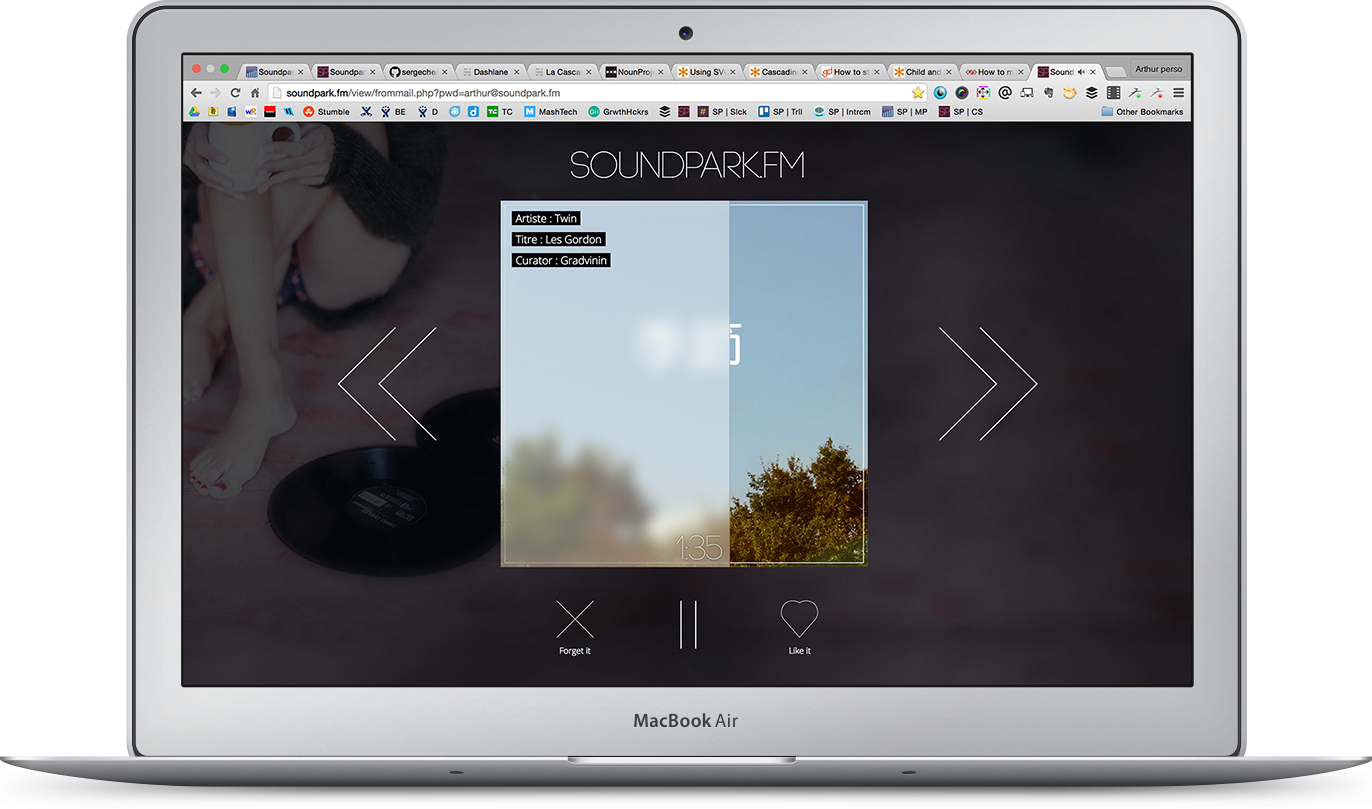 Soundpar
Soundpar
sergeche
Dashlane
La Casca
NounProj
Using SV
Cascadin
How to st
Child and
How to m
Sound
Arthur perso
soundpark.fm/view/frommail.php?pwd=arthur@soundpark.fm
Stumble
BE
D
TC
MashTech
GrwthHckrs
SP | Slck
SP | Trll
SP | Intrcm
SP | MP
SP | CS
Other Bookmarks
SOUNDPARK.FM
Artiste : Twin
Titre : Les Gordon
Curator : Gradvinin
1:35
Forget it
Like it
MacBook Air